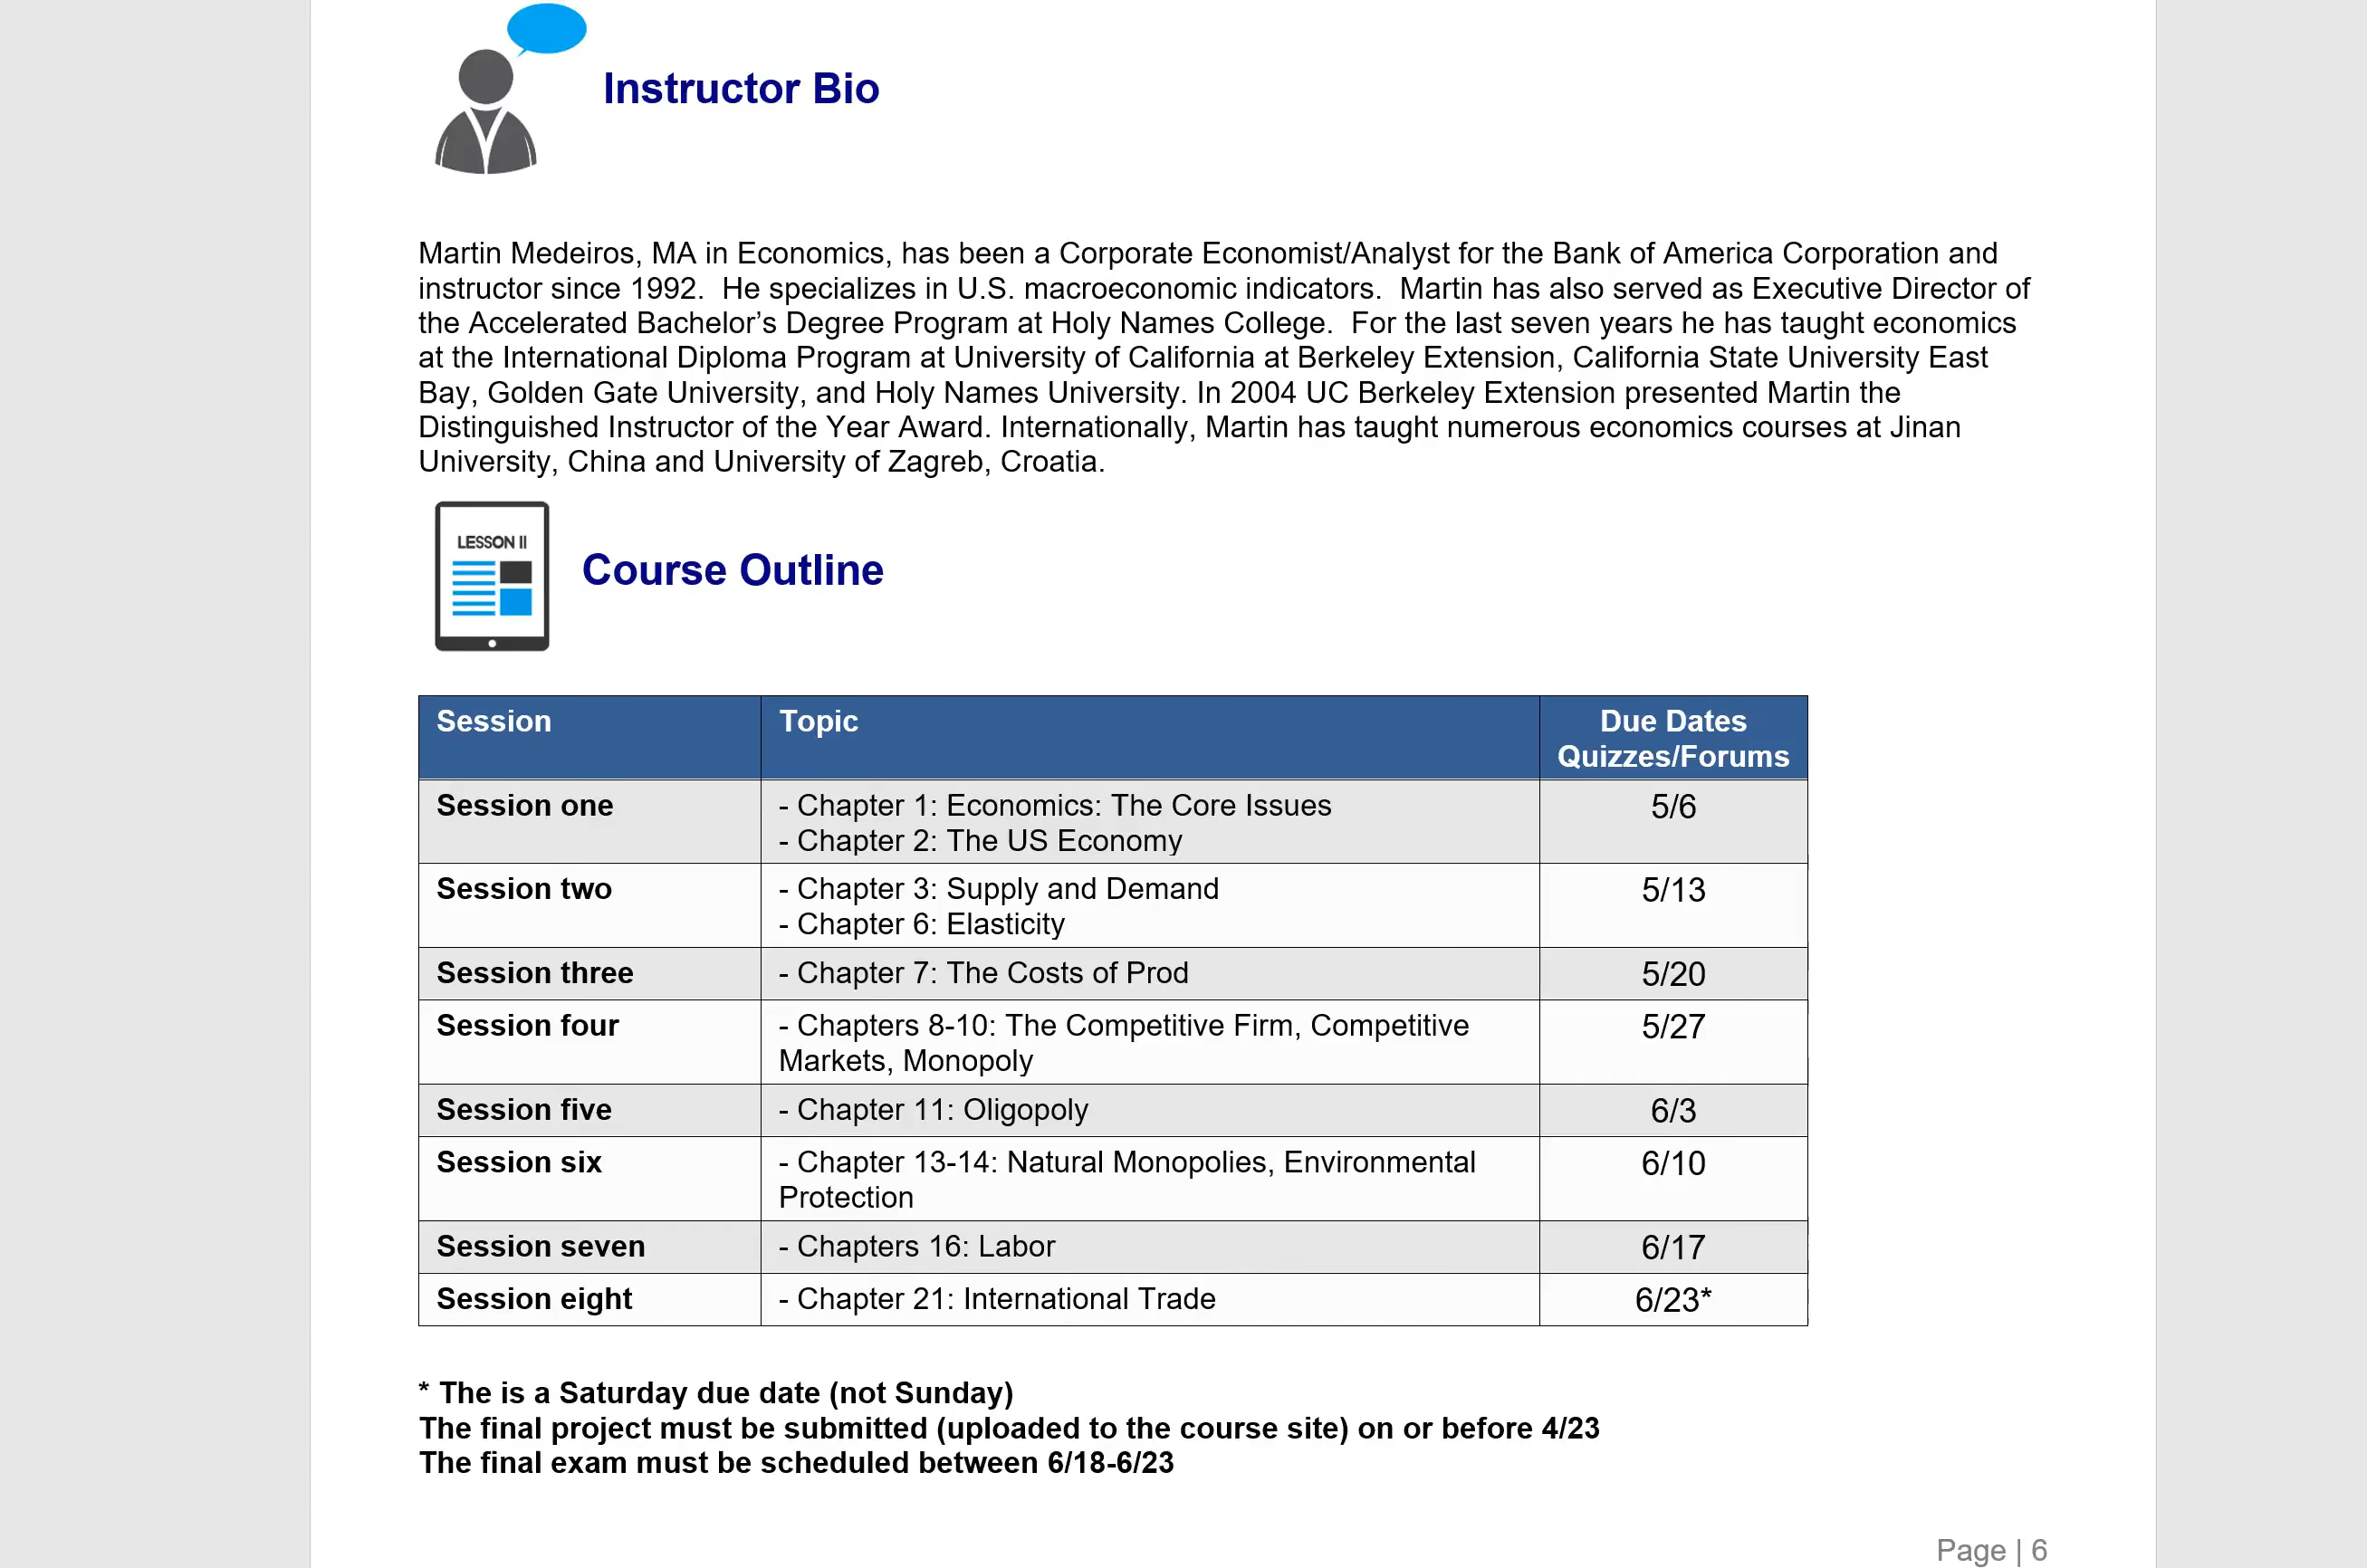 Instructor Bio
Martin Medeiros, MA in Economics, has been a Corporate Economist/Analyst for the Bank of America Corporation and
instructor since 1992.  He specializes in U.S. macroeconomic indicators.  Martin has also served as Executive Director of
the Accelerated Bachelor’s Degree Program at Holy Names College.  For the last seven years he has taught economics
at the International Diploma Program at University of California at Berkeley Extension, California State University East
Bay, Golden Gate University, and Holy Names University. In 2004 UC Berkeley Extension presented Martin the
Distinguished Instructor of the Year Award. Internationally, Martin has taught numerous economics courses at Jinan
University, China and University of Zagreb, Croatia.
LESSON II
Course Outline
Session Topic Due Dates
Quizzes/Forums
Session one - Chapter 1: Economics: The Core Issues 5/6
- Chapter 2: The US Economy
Session two - Chapter 3: Supply and Demand 5/13
- Chapter 6: Elasticity
Session three - Chapter 7: The Costs of Prod 5/20
Session four - Chapters 8-10: The Competitive Firm, Competitive 5/27
Markets, Monopoly
Session five - Chapter 11: Oligopoly 6/3
Session six - Chapter 13-14: Natural Monopolies, Environmental 6/10
Protection
Session seven - Chapters 16: Labor 6/17
Session eight - Chapter 21: International Trade 6/23*
* The is a Saturday due date (not Sunday)
The final project must be submitted (uploaded to the course site) on or before 4/23
The final exam must be scheduled between 6/18-6/23
Page | 6